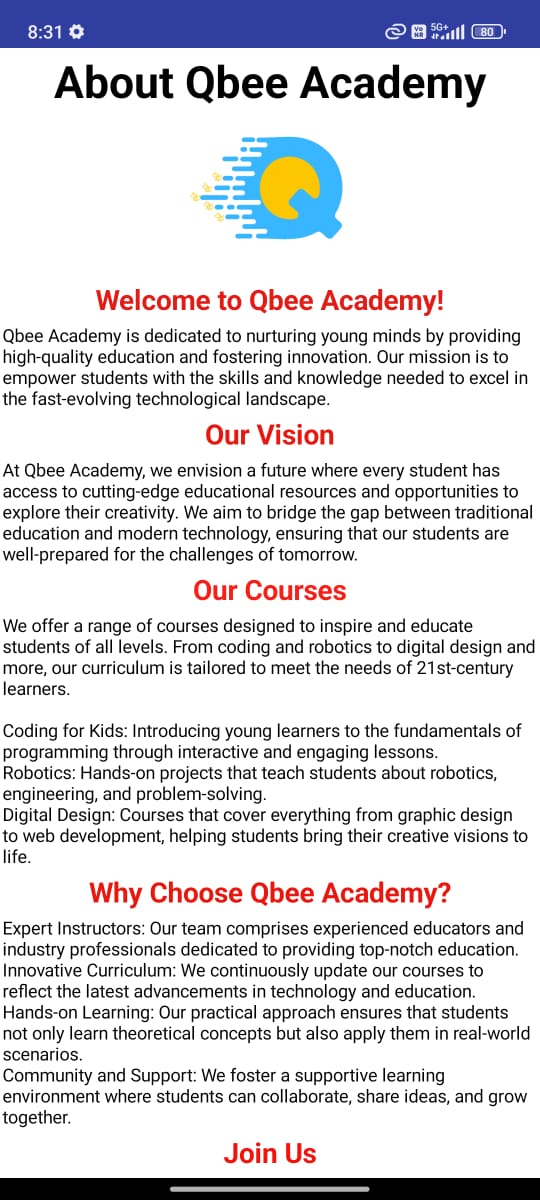 8:31
Vo NR 5G+ 80
About Qbee Academy
Welcome to Qbee Academy!
Qbee Academy is dedicated to nurturing young minds by providing
high-quality education and fostering innovation. Our mission is to
empower students with the skills and knowledge needed to excel in
the fast-evolving technological landscape.
Our Vision
At Qbee Academy, we envision a future where every student has
access to cutting-edge educational resources and opportunities to
explore their creativity. We aim to bridge the gap between traditional
education and modern technology, ensuring that our students are
well-prepared for the challenges of tomorrow.
Our Courses
We offer a range of courses designed to inspire and educate
students of all levels. From coding and robotics to digital design and
more, our curriculum is tailored to meet the needs of 21st-century
learners.
Coding for Kids: Introducing young learners to the fundamentals of
programming through interactive and engaging lessons.
Robotics: Hands-on projects that teach students about robotics,
engineering, and problem-solving.
Digital Design: Courses that cover everything from graphic design
to web development, helping students bring their creative visions to
life.
Why Choose Qbee Academy?
Expert Instructors: Our team comprises experienced educators and
industry professionals dedicated to providing top-notch education.
Innovative Curriculum: We continuously update our courses to
reflect the latest advancements in technology and education.
Hands-on Learning: Our practical approach ensures that students
not only learn theoretical concepts but also apply them in real-world
scenarios.
Community and Support: We foster a supportive learning
environment where students can collaborate, share ideas, and grow
together.
Join Us